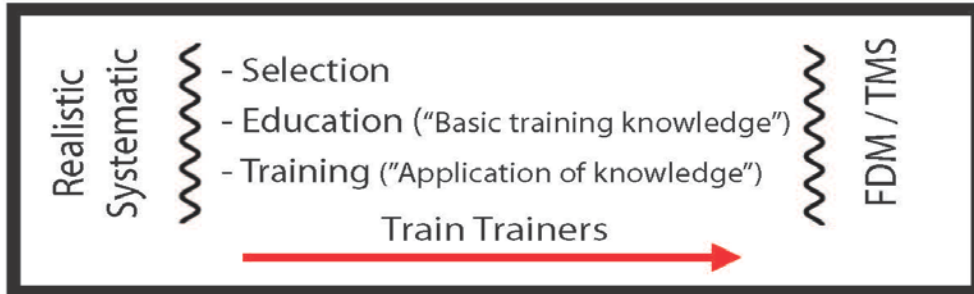 Realistic
Systematic
- Selection
- Education (“Basic training knowledge”)
- Training (”Application of knowledge”)
Train Trainers
FDM / TMS